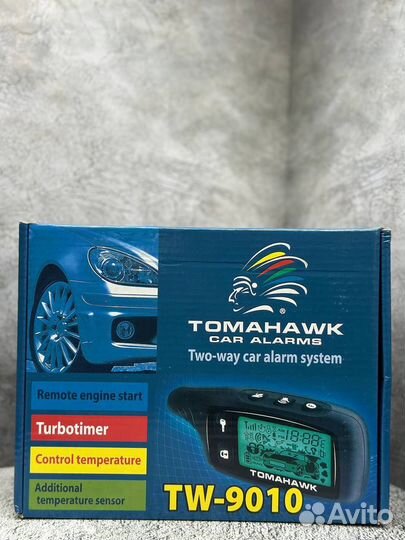 TOMAHAWK
CAR ALARMS
Two-way car alarm system
Remote engine start
Turbotimer
Control temperature
Additional
temperature sensor
TOMAHAWK
TW-9010
Avito